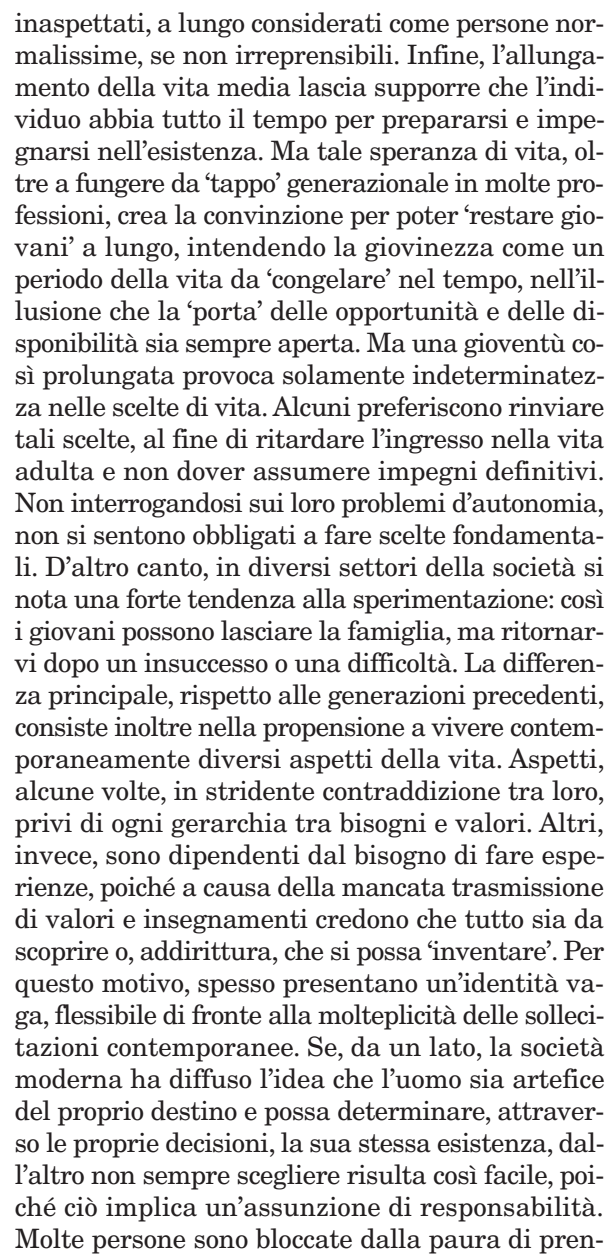 inaspettati, a lungo considerati come persone nor-
malissime, se non irreprensibili. Infine, l’allunga-
mento della vita media lascia supporre che l’indi-
viduo abbia tutto il tempo per prepararsi e impe-
gnarsi nell’esistenza. Ma tale speranza di vita, ol-
tre a fungere da ‘tappo’ generazionale in molte pro-
fessioni, crea la convinzione per poter ‘restare gio-
vani’ a lungo, intendendo la giovinezza come un
periodo della vita da ‘congelare’ nel tempo, nell’il-
lusione che la ‘porta’ delle opportunità e delle di-
sponibilità sia sempre aperta. Ma una gioventù co-
sì prolungata provoca solamente indeterminatez-
za nelle scelte di vita. Alcuni preferiscono rinviare
tali scelte, al fine di ritardare l’ingresso nella vita
adulta e non dover assumere impegni definitivi.
Non interrogandosi sui loro problemi d’autonomia,
non si sentono obbligati a fare scelte fondamenta-
li. D’altro canto, in diversi settori della società si
nota una forte tendenza alla sperimentazione: così
i giovani possono lasciare la famiglia, ma ritornar-
vi dopo un insuccesso o una difficoltà. La differen-
za principale, rispetto alle generazioni precedenti,
consiste inoltre nella propensione a vivere contem-
poraneamente diversi aspetti della vita. Aspetti,
alcune volte, in stridente contraddizione tra loro,
privi di ogni gerarchia tra bisogni e valori. Altri,
invece, sono dipendenti dal bisogno di fare espe-
rienze, poiché a causa della mancata trasmissione
di valori e insegnamenti credono che tutto sia da
scoprire o, addirittura, che si possa ‘inventare’. Per
questo motivo, spesso presentano un’identità va-
ga, flessibile di fronte alla molteplicità delle solleci-
tazioni contemporanee. Se, da un lato, la società
moderna ha diffuso l’idea che l’uomo sia artefice
del proprio destino e possa determinare, attraver-
so le proprie decisioni, la sua stessa esistenza, dal-
l’altro non sempre scegliere risulta così facile, poi-
ché ciò implica un’assunzione di responsabilità.
Molte persone sono bloccate dalla paura di pren-